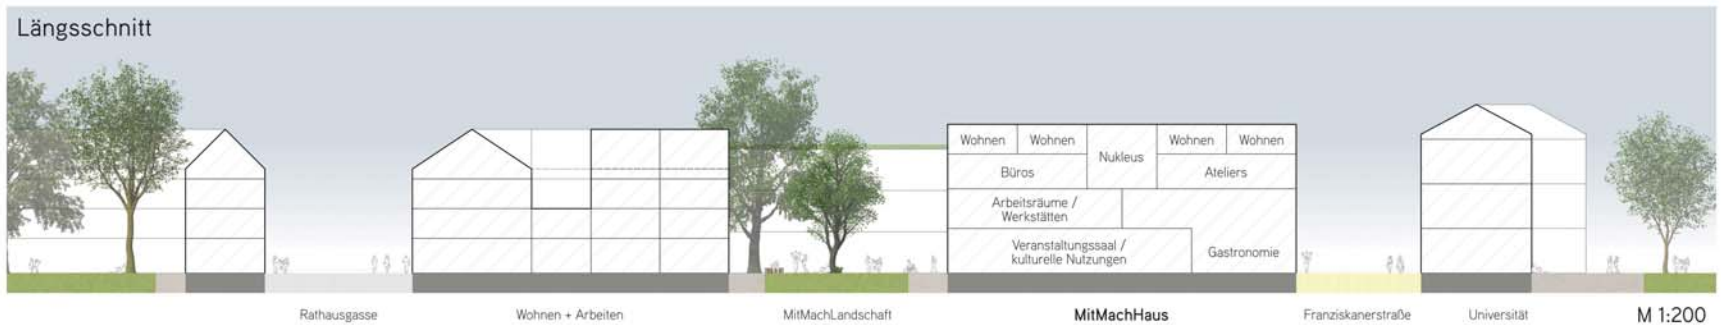 Längsschnitt
Wohnen
Wohnen
Nukleus
Wohnen
Wohnen
Büros
Ateliers
Arbeitsräume /
Werkstätten
Veranstaltungssaal /
kulturelle Nutzungen
Gastronomie
Rathausgasse
Wohnen + Arbeiten
MitMachLandschaft
MitMachHaus
Franziskanerstraße
Universität
M 1:200